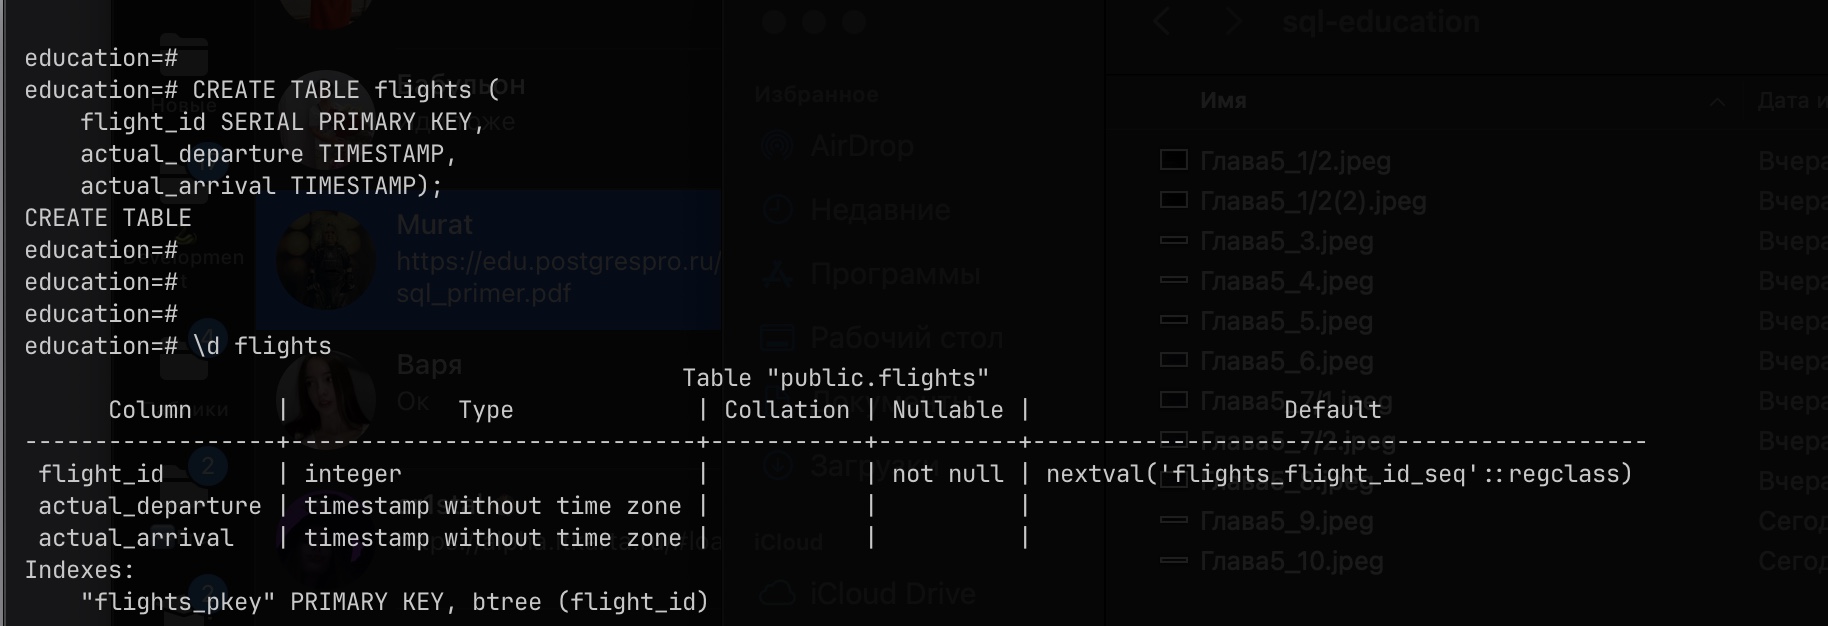 education=#
education=# CREATE TABLE flights (
    flight_id SERIAL PRIMARY KEY,
    actual_departure TIMESTAMP,
    actual_arrival TIMESTAMP);
CREATE TABLE
education=#
education=#
education=#
education=# \d flights
Table "public.flights"
Column | Type | Collation | Nullable | Default
------------------+-----------------------------+-----------+----------+--------------------------------------------
flight_id | integer | | not null | nextval('flights_flight_id_seq'::regclass)
actual_departure | timestamp without time zone | | |
actual_arrival | timestamp without time zone | | |
Indexes:
    "flights_pkey" PRIMARY KEY, btree (flight_id)
Новые
Бабульон
Murat
https://edu.postgrespro.ru/
sql_primer.pdf
Варя
Ок
2
Избранное
AirDrop
Недавние
Программы
Рабочий стол
Загрузки
iCloud
iCloud Drive
sql-education
Имя
Дата и
Глава5_1/2.jpeg
Вчера
Глава5_1/2(2).jpeg
Вчера
Глава5_3.jpeg
Вчера
Глава5_4.jpeg
Вчера
Глава5_5.jpeg
Вчера
Глава5_6.jpeg
Вчера
Глава5_7/1.jpeg
Вчера
Глава5_7/2.jpeg
Вчера
Вчера
Глава5_9.jpeg
Сегод
Глава5_10.jpeg
Сегод